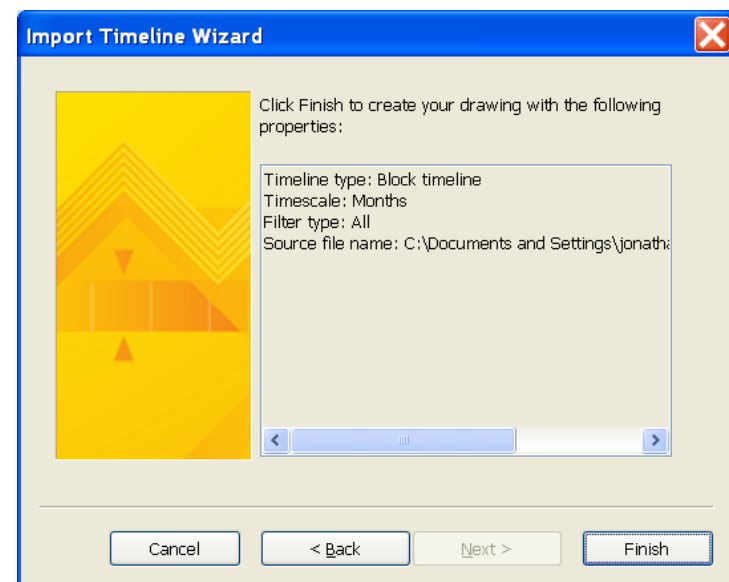 Import Timeline Wizard
Click Finish to create your drawing with the following
properties:
Timeline type: Block timeline
Timescale: Months
Filter type: All
Source file name: C:\Documents and Settings\jonath
Cancel
< Back
Next >
Finish